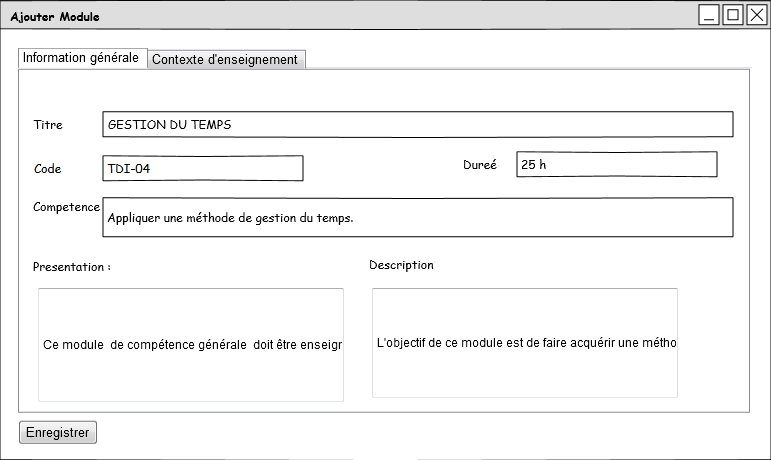 Ajouter Module
Information générale
Contexte d'enseignement
Titre
GESTION DU TEMPS
Code
TDI-04
Dureé
25 h
Competence
Appliquer une méthode de gestion du temps.
Presentation :
Description
Ce module de compétence générale doit être enseigr
L'objectif de ce module est de faire acquérir une métho
Enregistrer